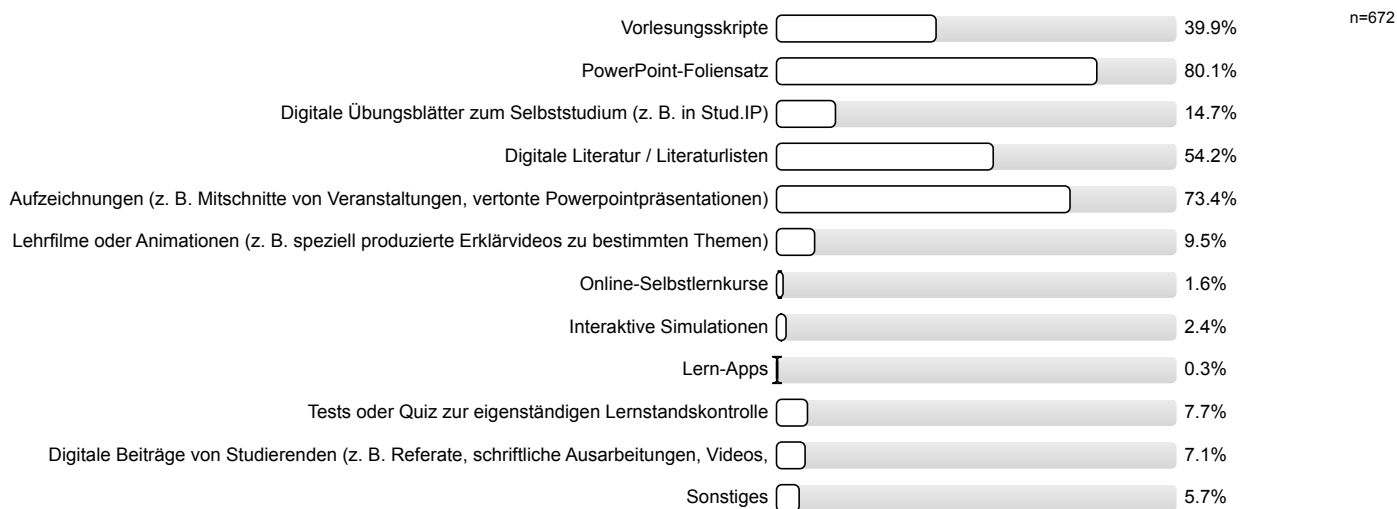 n=672
Vorlesungsskripte 39.9%
PowerPoint-Foliensatz 80.1%
Digitale Übungsblätter zum Selbststudium (z. B. in Stud.IP) 14.7%
Digitale Literatur / Literaturlisten 54.2%
Aufzeichnungen (z. B. Mitschnitte von Veranstaltungen, vertonte Powerpointpräsentationen) 73.4%
Lehrfilme oder Animationen (z. B. speziell produzierte Erklärvideos zu bestimmten Themen) 9.5%
Online-Selbstlernkurse 1.6%
Interaktive Simulationen 2.4%
Lern-Apps 0.3%
Tests oder Quiz zur eigenständigen Lernstandskontrolle 7.7%
Digitale Beiträge von Studierenden (z. B. Referate, schriftliche Ausarbeitungen, Videos, 7.1%
Sonstiges 5.7%